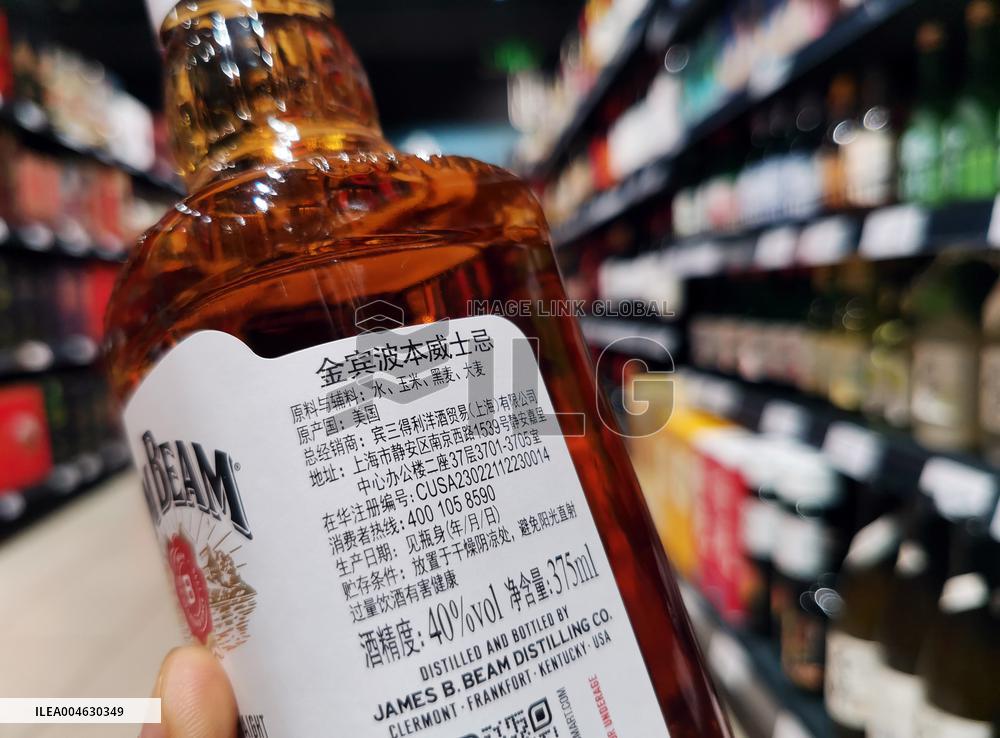 金宾波本威士忌
原料与辅料：水、玉米、黑麦、大麦
原产国：美国
总经销商：宾三得利洋酒贸易(上海)有限公司
地址：上海市静安区南京西路1539号静安嘉里
中心办公楼二座37层3701-3705室
在华注册编号:CUSA23022112230014
消费者热线:400 105 8590
生产日期：见瓶身(年/月/日)
贮存条件：放置于干燥阴凉处，避免阳光直射
过量饮酒有害健康
酒精度:40%vol 净含量:375ml
DISTILLED AND BOTTLED BY
JAMES B. BEAM DISTILLING CO.
CLERMONT · FRANKFORT · KENTUCKY · USA
BEAM®
B
IMAGE LINK GLOBAL
ILG
ILEA004630349